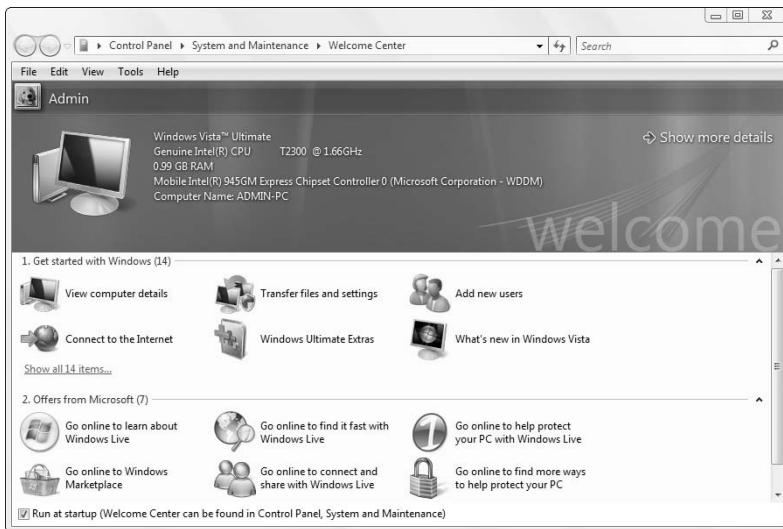 Control Panel ▸ System and Maintenance ▸ Welcome Center
Search
File Edit View Tools Help
Admin
Windows Vista™ Ultimate
Genuine Intel(R) CPU T2300 @ 1.66GHz
0.99 GB RAM
Mobile Intel(R) 945GM Express Chipset Controller 0 (Microsoft Corporation - WDDM)
Computer Name: ADMIN-PC
Show more details
welcome
1. Get started with Windows (14)
View computer details
Transfer files and settings
Add new users
Connect to the Internet
Windows Ultimate Extras
What's new in Windows Vista
Show all 14 items...
2. Offers from Microsoft (7)
Go online to learn about
Windows Live
Go online to find it fast with
Windows Live
Go online to help protect
your PC with Windows Live
Go online to Windows
Marketplace
Go online to connect and
share with Windows Live
Go online to find more ways
to help protect your PC
Run at startup (Welcome Center can be found in Control Panel, System and Maintenance)